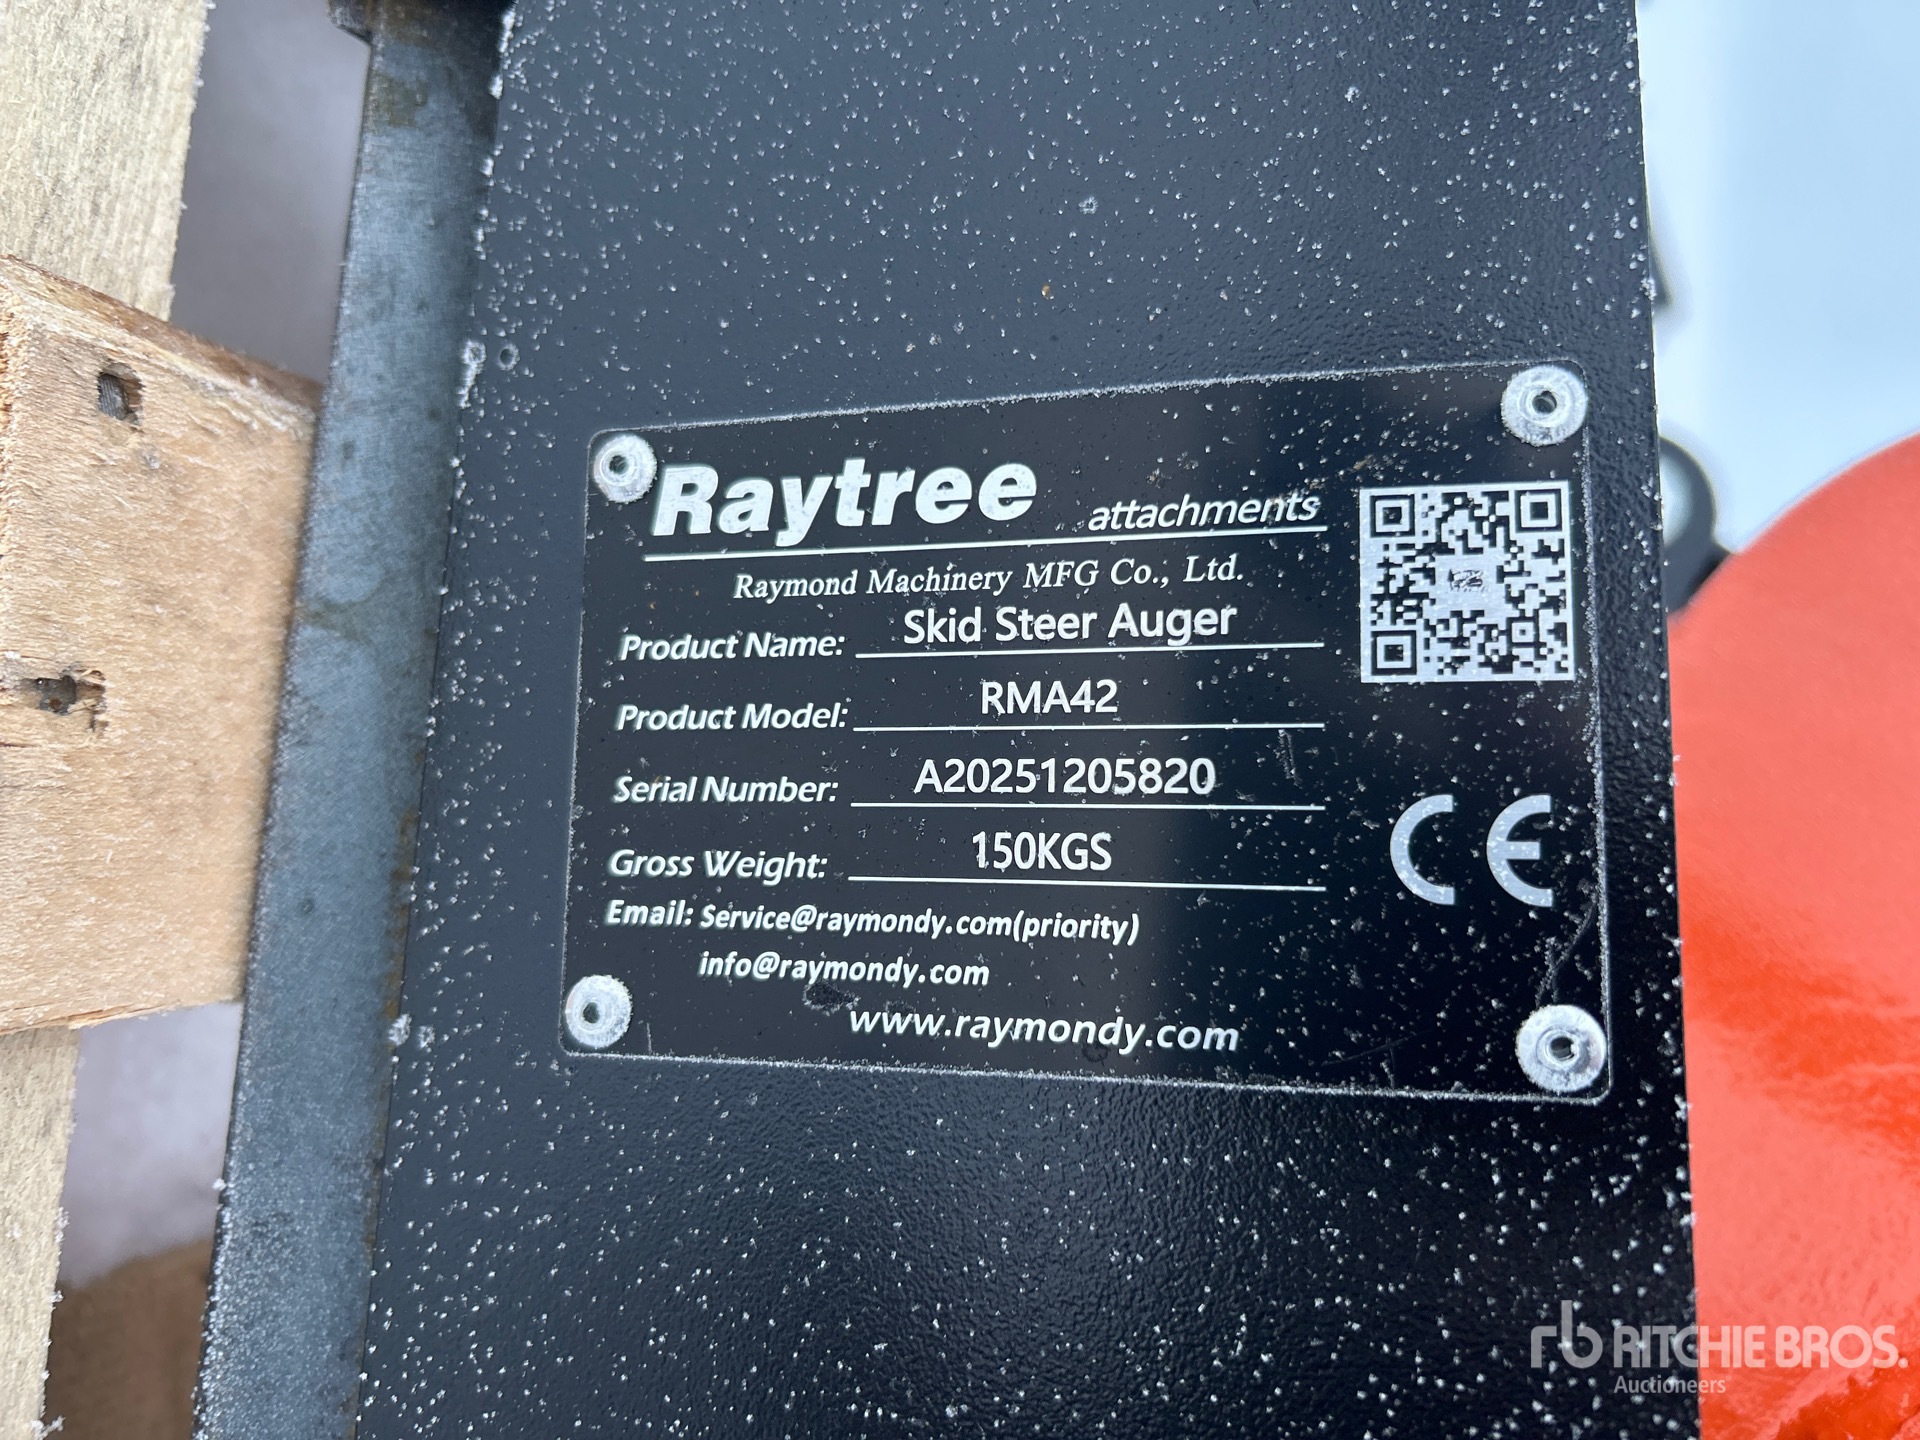 Raytree attachments
Raymond Machinery MFG Co., Ltd.
Product Name: Skid Steer Auger
Product Model: RMA42
Serial Number: A20251205820
Gross Weight: 150KGS
Email: Service@raymondy.com(priority)
info@raymondy.com
www.raymondy.com
CE
rb RITCHIE BROS.
Auctioneers